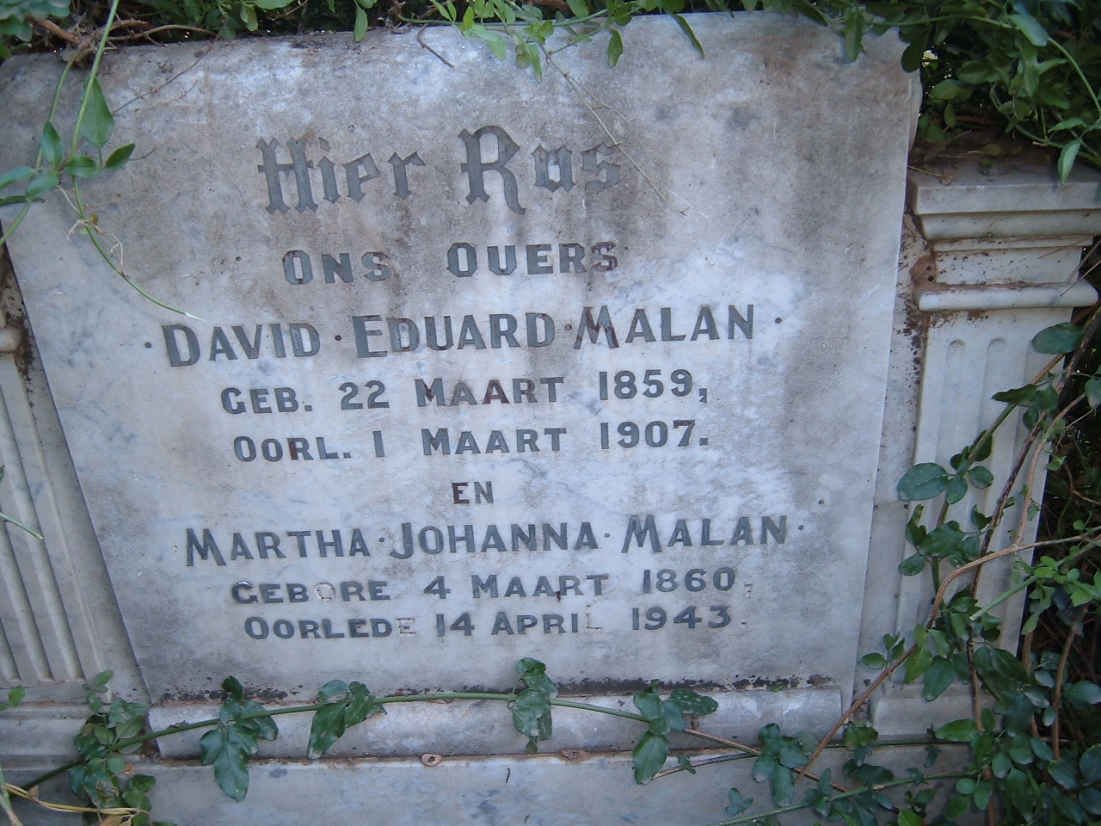 Hier Rus
ONS OUERS
DAVID · EDUARD · MALAN ·
GEB. 22 MAART 1859,
OORL. 1 MAART 1907.
EN
MARTHA · JOHANNA · MALAN ·
GEBORE 4 MAART 1860,
OORLEDE 14 APRIL 1943.